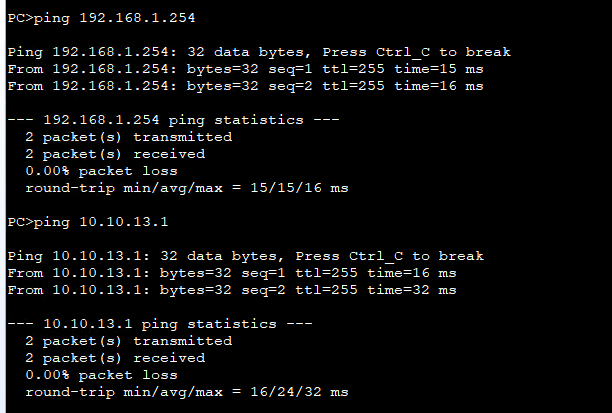 PC>ping 192.168.1.254
Ping 192.168.1.254: 32 data bytes, Press Ctrl_C to break
From 192.168.1.254: bytes=32 seq=1 ttl=255 time=15 ms
From 192.168.1.254: bytes=32 seq=2 ttl=255 time=16 ms
--- 192.168.1.254 ping statistics ---
2 packet(s) transmitted
2 packet(s) received
0.00% packet loss
round-trip min/avg/max = 15/15/16 ms
PC>ping 10.10.13.1
Ping 10.10.13.1: 32 data bytes, Press Ctrl_C to break
From 10.10.13.1: bytes=32 seq=1 ttl=255 time=16 ms
From 10.10.13.1: bytes=32 seq=2 ttl=255 time=32 ms
--- 10.10.13.1 ping statistics ---
2 packet(s) transmitted
2 packet(s) received
0.00% packet loss
round-trip min/avg/max = 16/24/32 ms